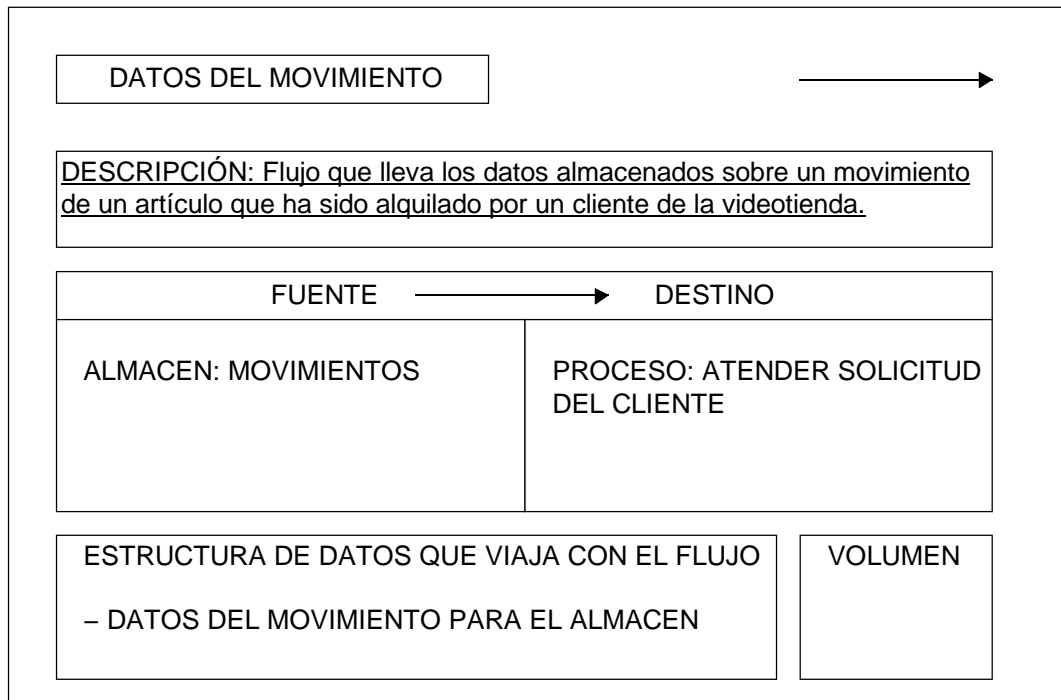 DATOS DEL MOVIMIENTO
DESCRIPCIÓN: Flujo que lleva los datos almacenados sobre un movimiento
de un artículo que ha sido alquilado por un cliente de la videotienda.
FUENTE DESTINO
ALMACEN: MOVIMIENTOS
PROCESO: ATENDER SOLICITUD
DEL CLIENTE
ESTRUCTURA DE DATOS QUE VIAJA CON EL FLUJO
– DATOS DEL MOVIMIENTO PARA EL ALMACEN
VOLUMEN